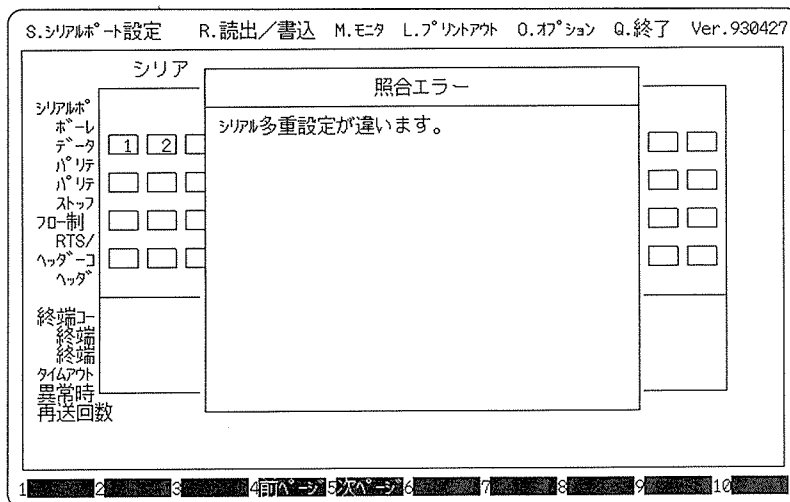 S.ｼﾘｱﾙﾎﾟｰﾄ設定 R.読出／書込 M.ﾓﾆﾀ L.ﾌﾟﾘﾝﾄｱｳﾄ O.ｵﾌﾟｼｮﾝ Q.終了 Ver.930427
シリア
照合エラー
ｼﾘｱﾙ多重設定が違います。
ｼﾘｱﾙﾎﾟ
ﾎﾞｰﾚ
ﾃﾞｰﾀ 1 2
ﾊﾟﾘﾃ
ﾊﾟﾘﾃ
ｽﾄｯﾌ
ﾌﾛｰ制
RTS/
ﾍｯﾀﾞｰｺ
ﾍｯﾀﾞ
終端ｺｰ
終端
終端
ﾀｲﾑｱｳﾄ
異常時
再送回数
1 2 3 4前ﾍﾟｰｼﾞ 5次ﾍﾟｰｼﾞ 6 7 8 9 10